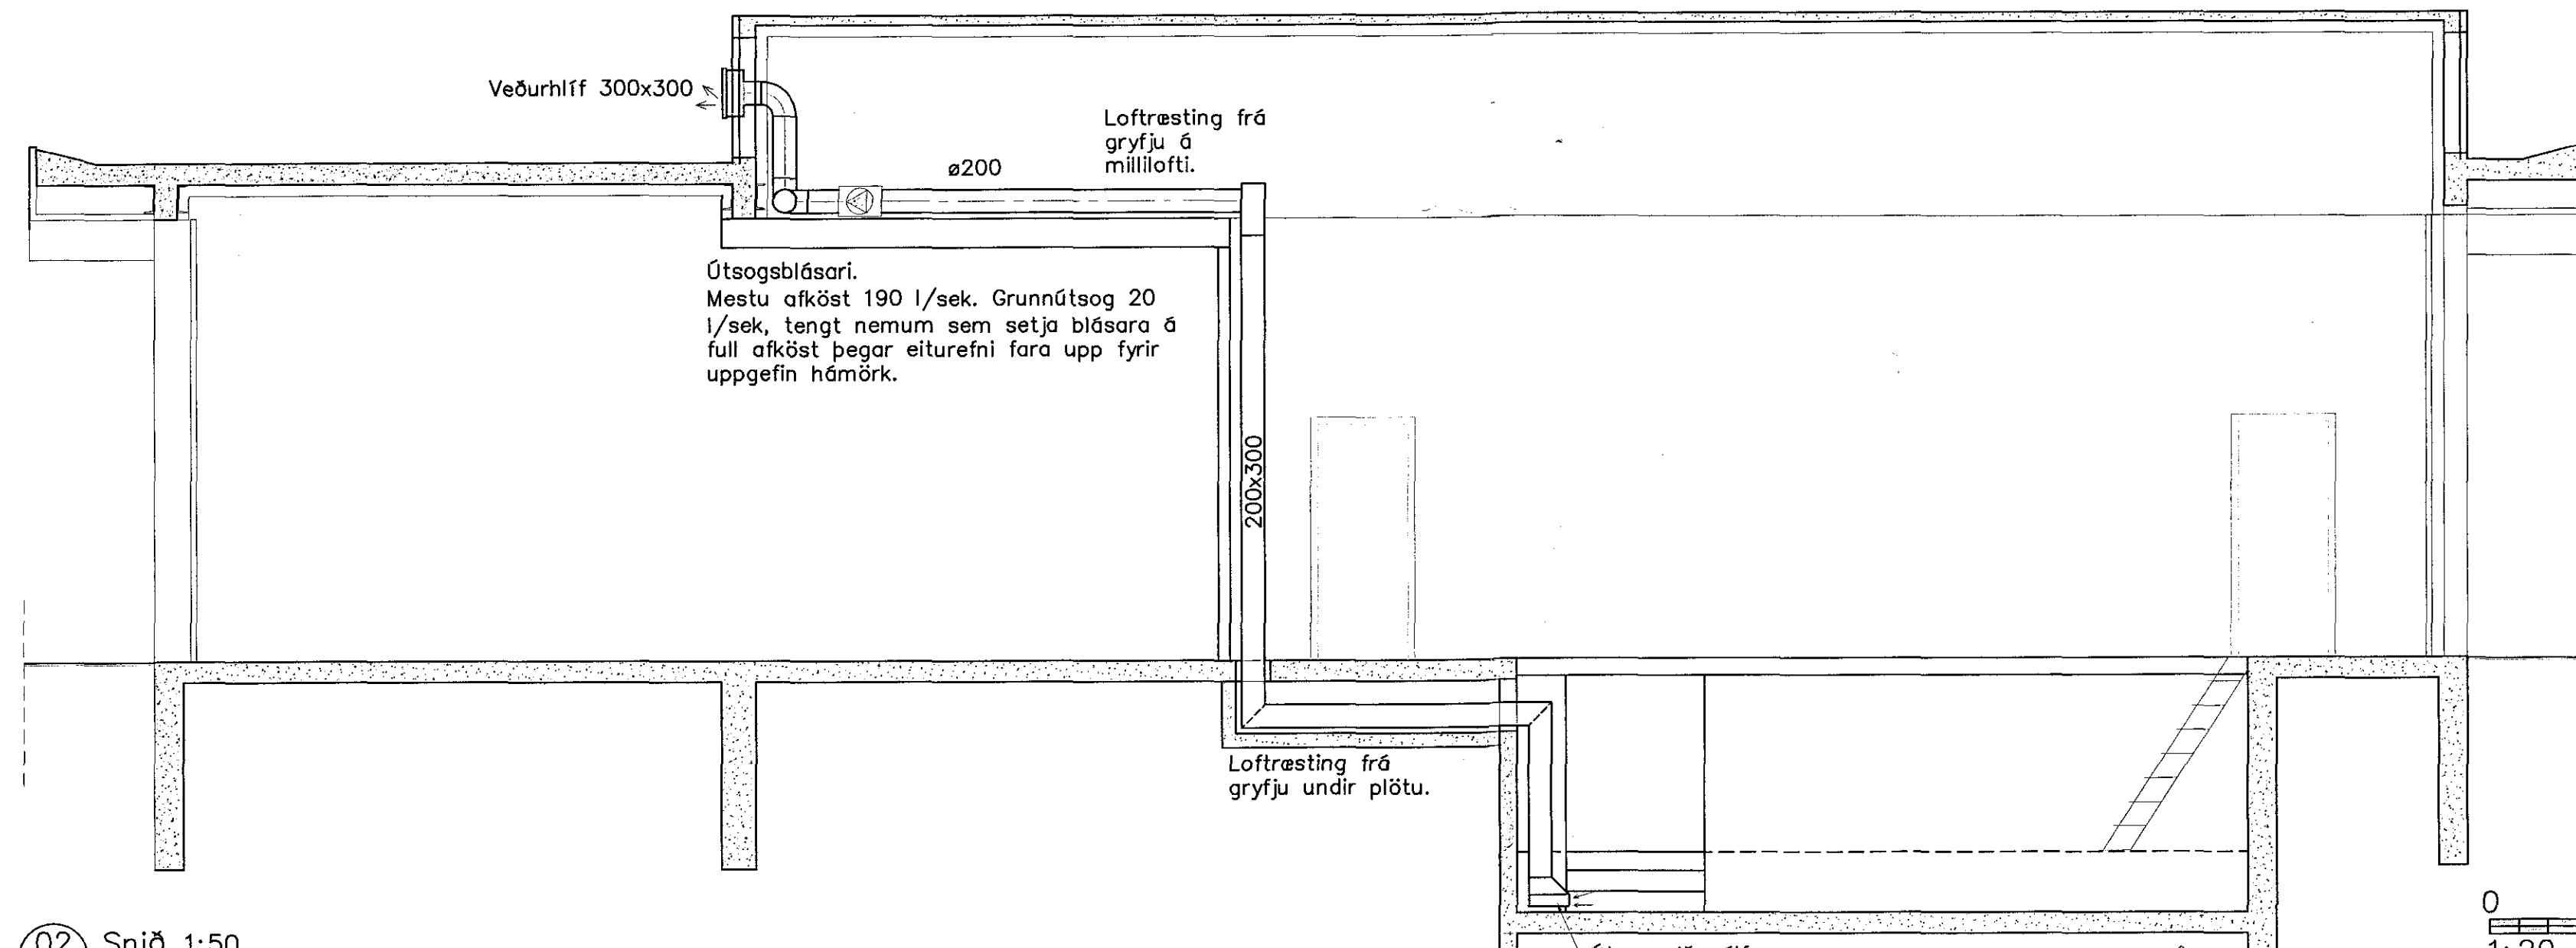 Veðurhlíf 300x300
Loftræsting frá
gryfju á
millilofti.
ø200
Útsogsblásari.
Mestu afköst 190 l/sek. Grunnútsog 20
l/sek, tengt nemum sem setja blásara á
full afköst þegar eiturefni fara upp fyrir
uppgefin hámörk.
200x300
Loftræsting frá
gryfju undir plötu.
02 Snið 1:50
0